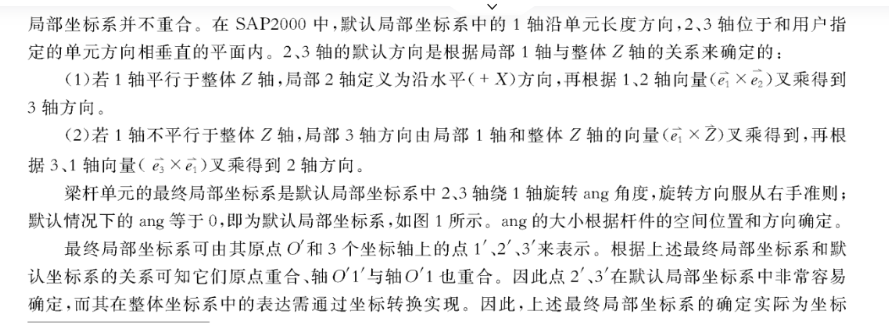 局部坐标系并不重合。在 SAP2000 中,默认局部坐标系中的 1 轴沿单元长度方向,2、3 轴位于和用户指
定的单元方向相垂直的平面内。2、3 轴的默认方向是根据局部 1 轴与整体 Z 轴的关系来确定的:
(1)若 1 轴平行于整体 Z 轴,局部 2 轴定义为沿水平(+X)方向,再根据 1、2 轴向量(e₁⃗×e₂⃗)叉乘得到
3 轴方向。
(2)若 1 轴不平行于整体 Z 轴,局部 3 轴方向由局部 1 轴和整体 Z 轴的向量(e₁⃗×Z⃗)叉乘得到,再根
据 3、1 轴向量( e₃⃗×e₁⃗)叉乘得到 2 轴方向。
梁杆单元的最终局部坐标系是默认局部坐标系中 2、3 轴绕 1 轴旋转 ang 角度,旋转方向服从右手准则;
默认情况下的 ang 等于 0,即为默认局部坐标系,如图 1 所示。ang 的大小根据杆件的空间位置和方向确定。
最终局部坐标系可由其原点 O′和 3 个坐标轴上的点 1′、2′、3′来表示。根据上述最终局部坐标系和默
认坐标系的关系可知它们原点重合、轴 O′1′与轴 O′1 也重合。因此点 2′、3′在默认局部坐标系中非常容易
确定,而其在整体坐标系中的表达需通过坐标转换实现。因此,上述最终局部坐标系的确定实际为坐标